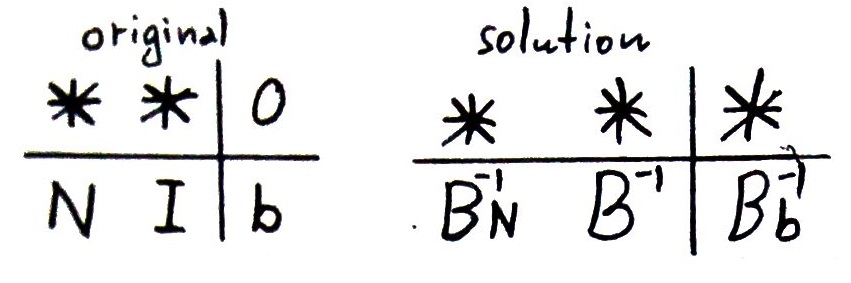 original solution
* * 0 * * *
N I b B⁻¹N B⁻¹ B⁻¹b